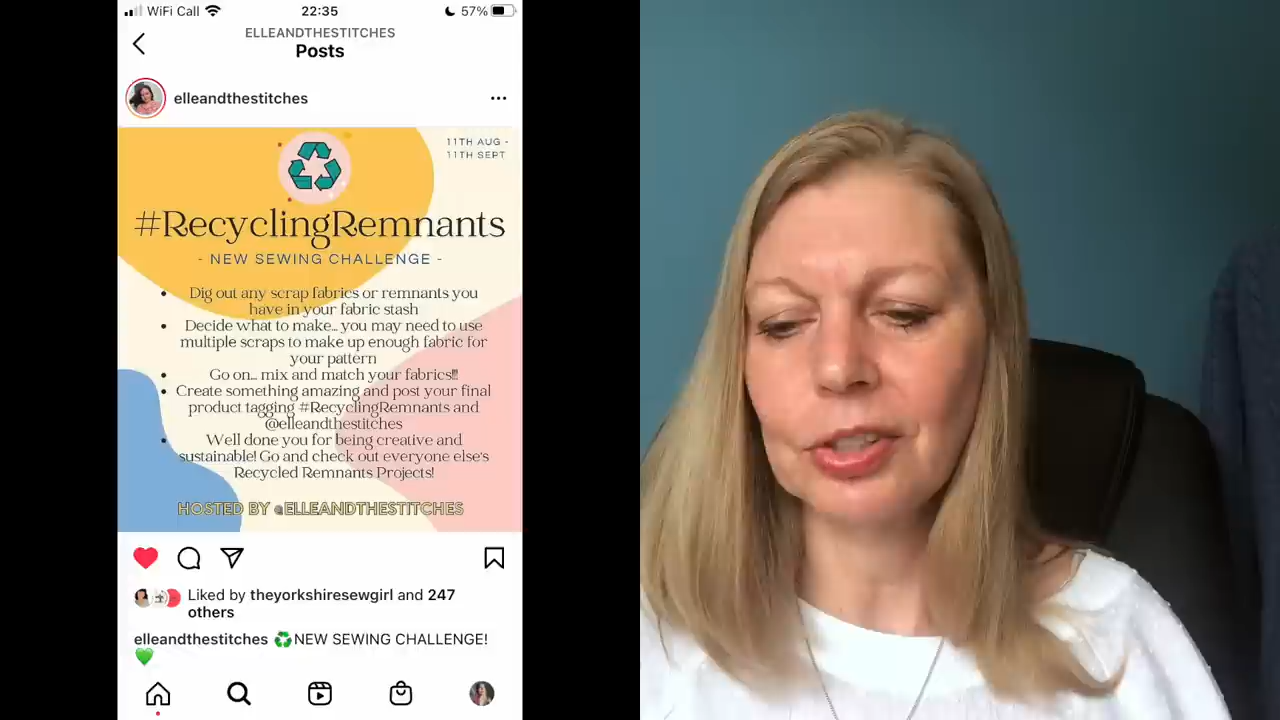 WiFi Call 22:35 57%
ELLEANDTHESTITCHES
Posts
elleandthestitches
11TH AUG -
11TH SEPT
#RecyclingRemnants
- NEW SEWING CHALLENGE -
• Dig out any scrap fabrics or remnants you
have in your fabric stash
• Decide what to make... you may need to use
multiple scraps to make up enough fabric for
your pattern
• Go on... mix and match your fabrics!!!
• Create something amazing and post your final
product tagging #RecyclingRemnants and
@elleandthestitches
• Well done you for being creative and
sustainable! Go and check out everyone else's
Recycled Remnants Projects!
HOSTED BY @ELLEANDTHESTITCHES
Liked by theyorkshiresewgirl and 247
others
elleandthestitches ♻️NEW SEWING CHALLENGE!
💚